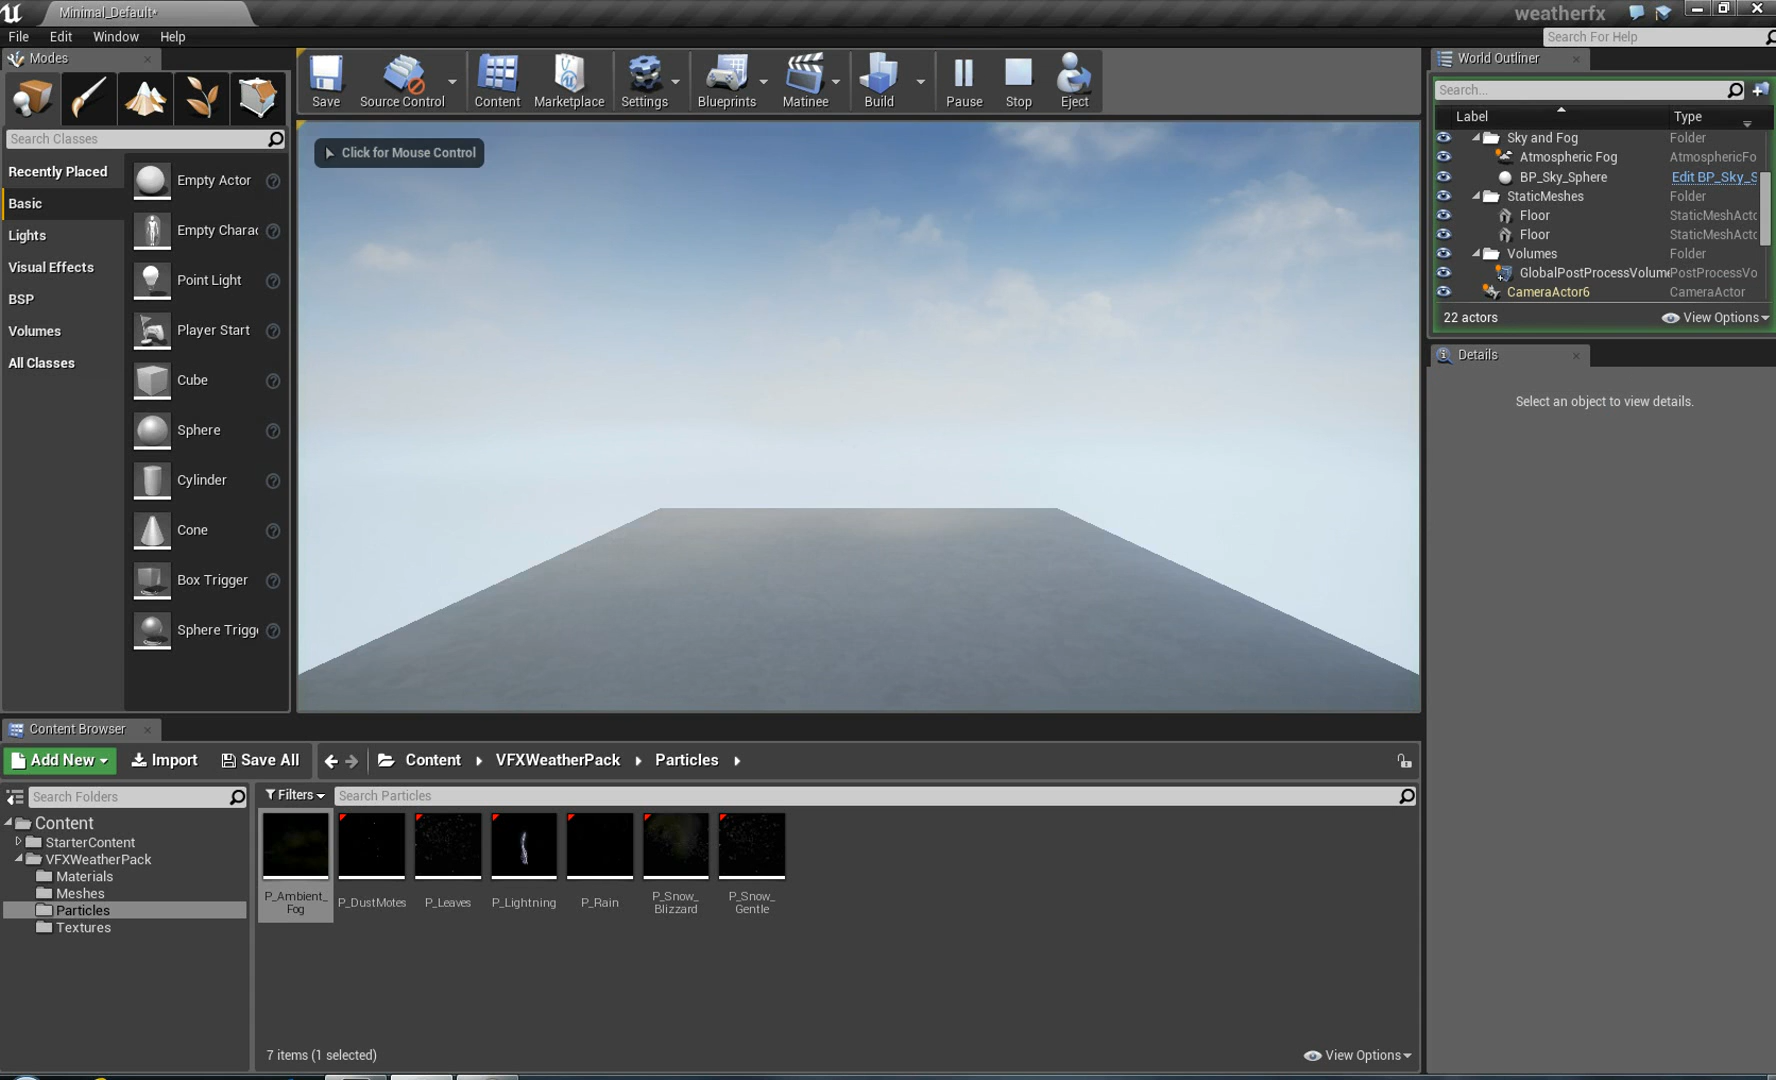 Minimal_Default*
weatherfx
File Edit Window Help
Search For Help
Modes
Search Classes
Recently Placed
Basic
Lights
Visual Effects
BSP
Volumes
All Classes
Empty Actor
Empty Charac
Point Light
Player Start
Cube
Sphere
Cylinder
Cone
Box Trigger
Sphere Trigge
Save
Source Control
Content
Marketplace
Settings
Blueprints
Matinee
Build
Pause
Stop
Eject
Click for Mouse Control
World Outliner
Search...
Label Type
Sky and Fog Folder
Atmospheric Fog AtmosphericFo
BP_Sky_Sphere Edit BP_Sky_S
StaticMeshes Folder
Floor StaticMeshActo
Floor StaticMeshActo
Volumes Folder
GlobalPostProcessVolume PostProcessVo
CameraActor6 CameraActor
22 actors View Options
Details
Select an object to view details.
Content Browser
Add New Import Save All Content VFXWeatherPack Particles
Search Folders
Filters Search Particles
Content
StarterContent
VFXWeatherPack
Materials
Meshes
Particles
Textures
P_Ambient_
Fog
P_DustMotes
P_Leaves
P_Lightning
P_Rain
P_Snow_
Blizzard
P_Snow_
Gentle
7 items (1 selected) View Options